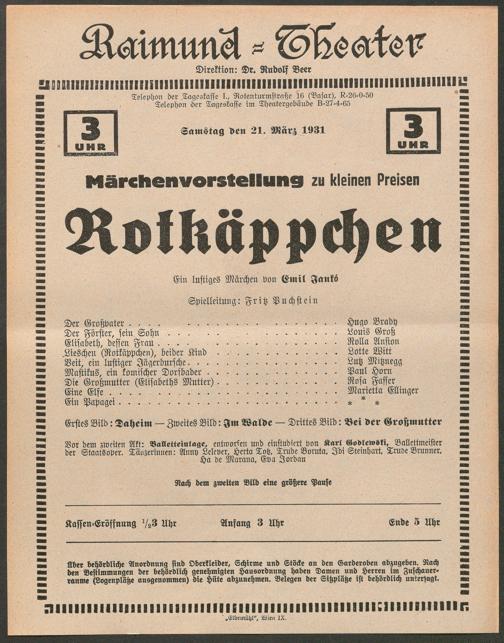 Raimund = Theater
Direktion: Dr. Rudolf Beer
Telephon der Tageskasse I., Rotenturmstraße 16 (Basar), R-26-0-50
Telephon der Tageskasse im Theatergebäude B-27-4-65
3 UHR
Samstag den 21. März 1931
3 UHR
Märchenvorstellung zu kleinen Preisen
Rotkäppchen
Ein lustiges Märchen von Emil Jankó
Spielleitung: Fritz Puchstein
Der Großvater . . . Hugo Brady
Der Förster, sein Sohn . . . Louis Groß
Elisabeth, dessen Frau . . . Rolla Ansion
Lieschen (Rotkäppchen), beider Kind . . . Lotte Witt
Veit, ein lustiger Jägerbursche . . . Lutz
Mastikus, ein komischer Dorfbader . . . Paul Horn
Die Großmutter (Elisabeths Mutter) . . . Rosa Fasser
Eine Elfe . . . Marietta Ellinger
Ein Papagei . . . * * *
Erstes Bild: Daheim — Zweites Bild: Im Walde — Drittes Bild: Bei der Großmutter
Vor dem zweiten Akt: Balletteinlage, entworfen und einstudiert von Karl Godlewski, Ballettmeister
der Staatsoper. Tänzerinnen: Anny Lelever, Herta Totz, Trude Boruta, Ibi Steinhart, Trude Brunner,
Ha de Marana, Eva Jordan
Nach dem zweiten Bild eine größere Pause
Kassen-Eröffnung 1/23 Uhr Anfang 3 Uhr Ende 5 Uhr
Über behördliche Anordnung sind Oberkleider, Schirme und Stöcke an den Garderoben abzugeben. Nach
den Bestimmungen der behördlich genehmigten Hausordnung haben Damen und Herren im Zuschauer-
raume (Logenplätze ausgenommen) die Hüte abzunehmen. Belegen der Sitzplätze ist behördlich untersagt.
„Elbemühl", Wien IX.